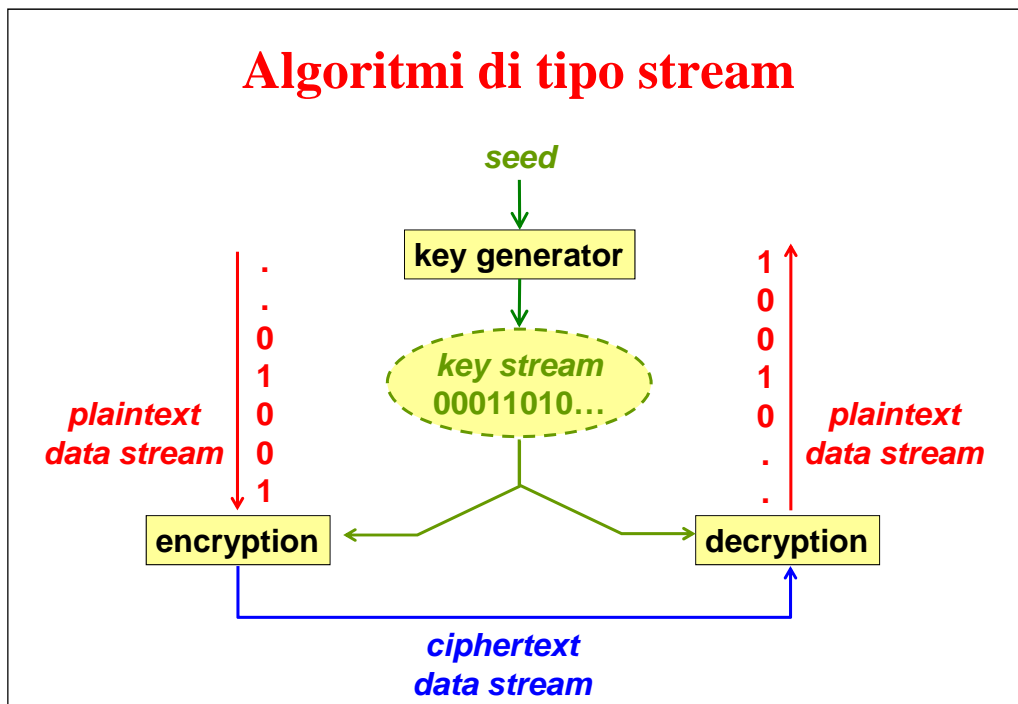 Algoritmi di tipo stream
seed
key generator
.
.
0
1
0
0
1
plaintext
data stream
key stream
00011010…
1
0
0
1
0
.
.
plaintext
data stream
encryption
decryption
ciphertext
data stream